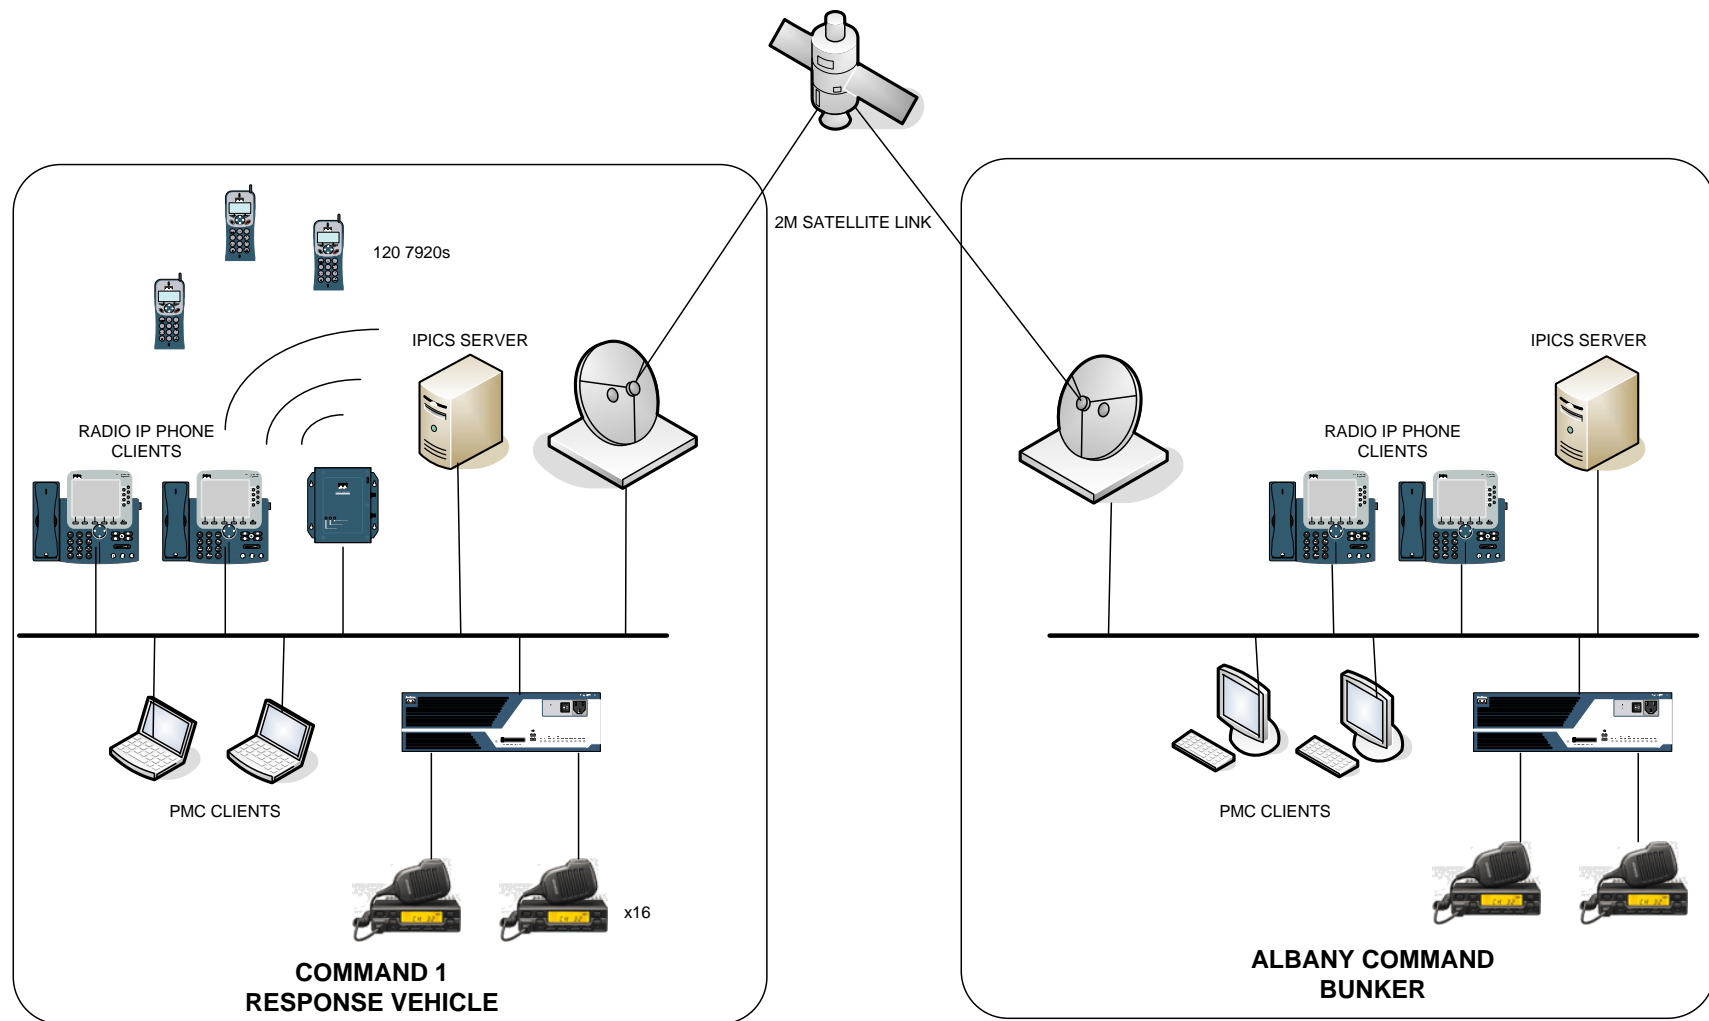 2M SATELLITE LINK
120 7920s
IPICS SERVER
RADIO IP PHONE
CLIENTS
PMC CLIENTS
x16
COMMAND 1
RESPONSE VEHICLE
IPICS SERVER
RADIO IP PHONE
CLIENTS
PMC CLIENTS
ALBANY COMMAND
BUNKER